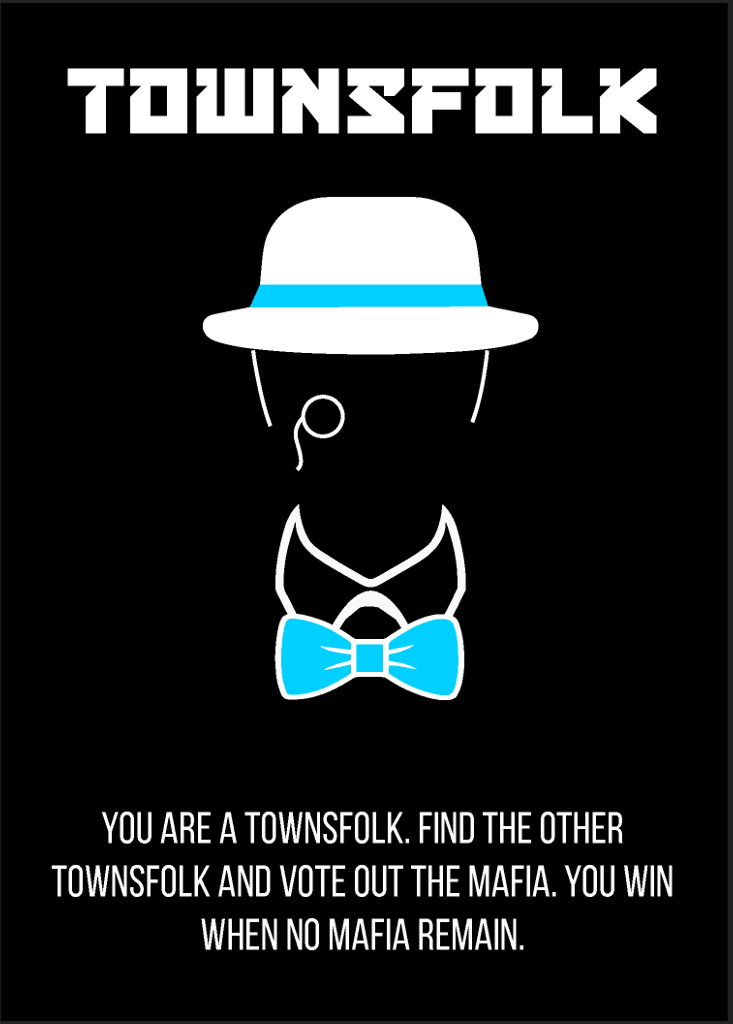 TOWNSFOLK
YOU ARE A TOWNSFOLK. FIND THE OTHER
TOWNSFOLK AND VOTE OUT THE MAFIA. YOU WIN
WHEN NO MAFIA REMAIN.